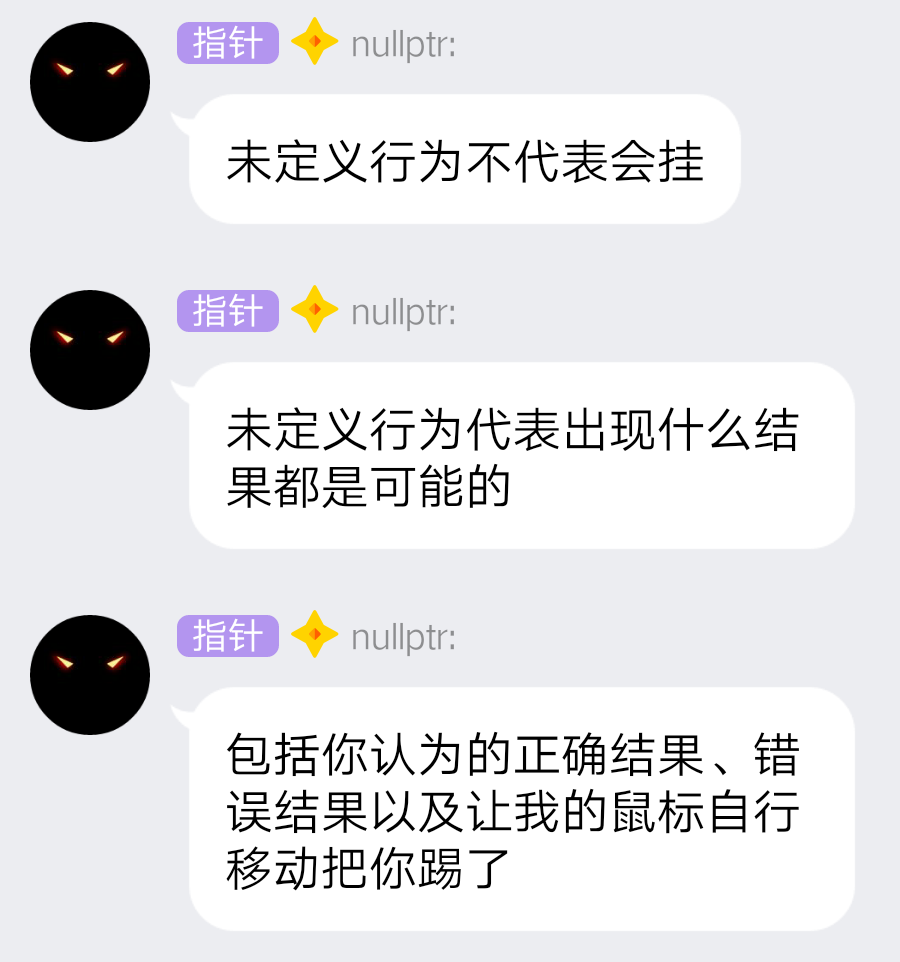 指针 nullptr:
未定义行为不代表会挂
指针 nullptr:
未定义行为代表出现什么结
果都是可能的
指针 nullptr:
包括你认为的正确结果、错
误结果以及让我的鼠标自行
移动把你踢了